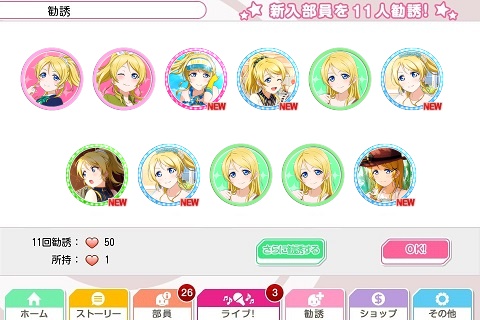 勧誘
新入部員を11人勧誘!
NEW
NEW
NEW
NEW
NEW
NEW
11回勧誘： 50
所持： 1
さらに勧誘する
OK!
26
3
ホーム
ストーリー
部員
ライブ!
勧誘
ショップ
その他